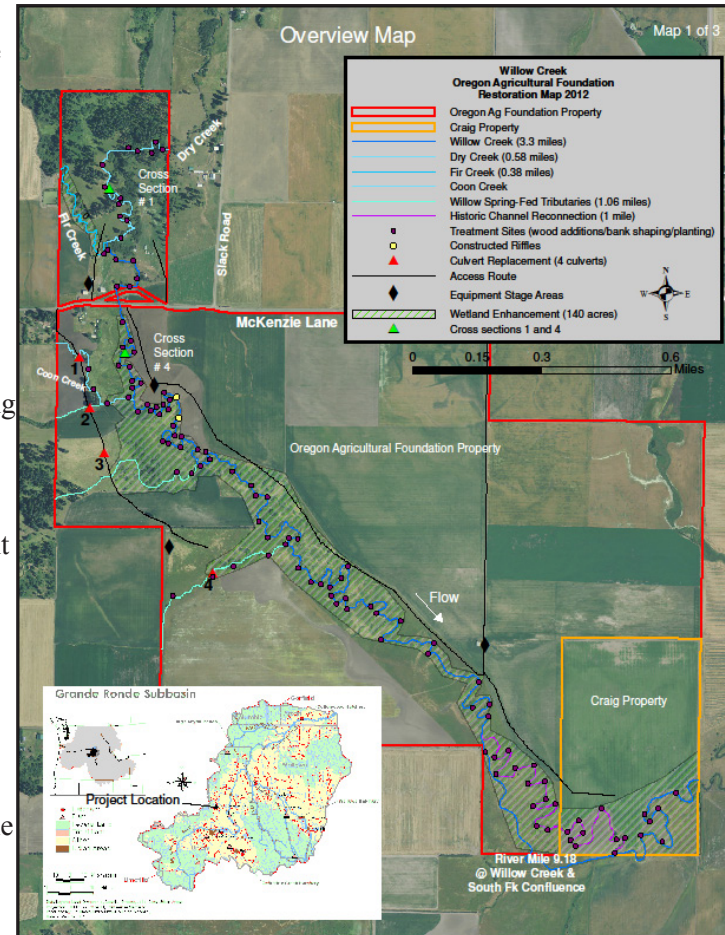 Overview Map
Map 1 of 3
Willow Creek
Oregon Agricultural Foundation
Restoration Map 2012
Oregon Ag Foundation Property
Craig Property
Willow Creek (3.3 miles)
Dry Creek (0.58 miles)
Fir Creek (0.38 miles)
Coon Creek
Willow Spring-Fed Tributaries (1.06 miles)
Historic Channel Reconnection (1 mile)
Treatment Sites (wood additions/bank shaping/planting)
Constructed Riffles
Culvert Replacement (4 culverts)
Access Route
Equipment Stage Areas
Wetland Enhancement (140 acres)
Cross sections 1 and 4
N
W
E
S
0
0.15
0.3
0.6
Miles
Dry Creek
Cross
Section
# 1
Fir Creek
Slack Road
McKenzie Lane
Cross
Section
# 4
1
Coon Creek
2
3
4
Oregon Agricultural Foundation Property
Flow
Craig Property
River Mile 9.18
@ Willow Creek &
South Fk Confluence
Grande Ronde Subbasin
Project Location